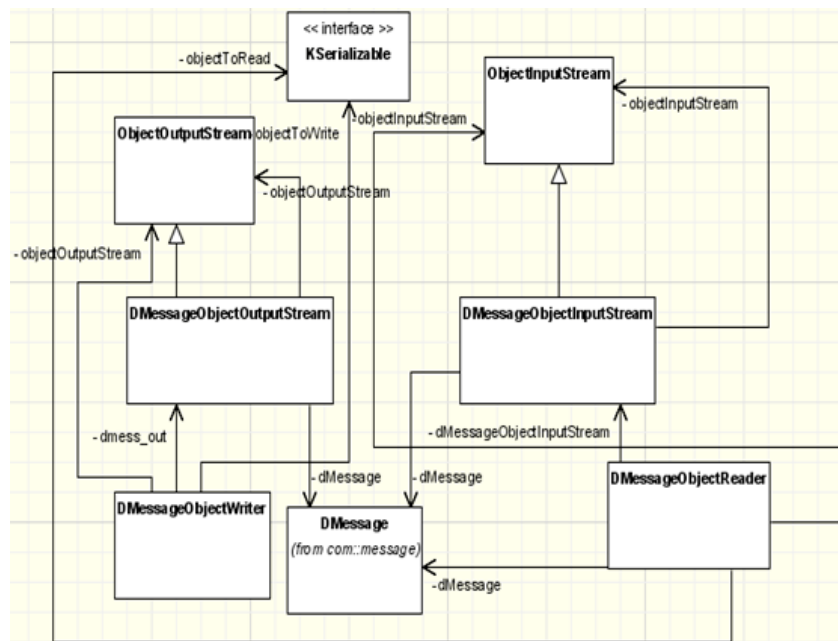 << interface >>
KSerializable
- objectToRead
ObjectInputStream
- objectInputStream
- objectInputStream
ObjectOutputStream
- objectToWrite
- objectOutputStream
- objectOutputStream
DMessageObjectOutputStream
DMessageObjectInputStream
- dmess_out
- dMessageObjectInputStream
- dMessage
- dMessage
DMessageObjectReader
DMessageObjectWriter
DMessage
(from com::message)
- dMessage